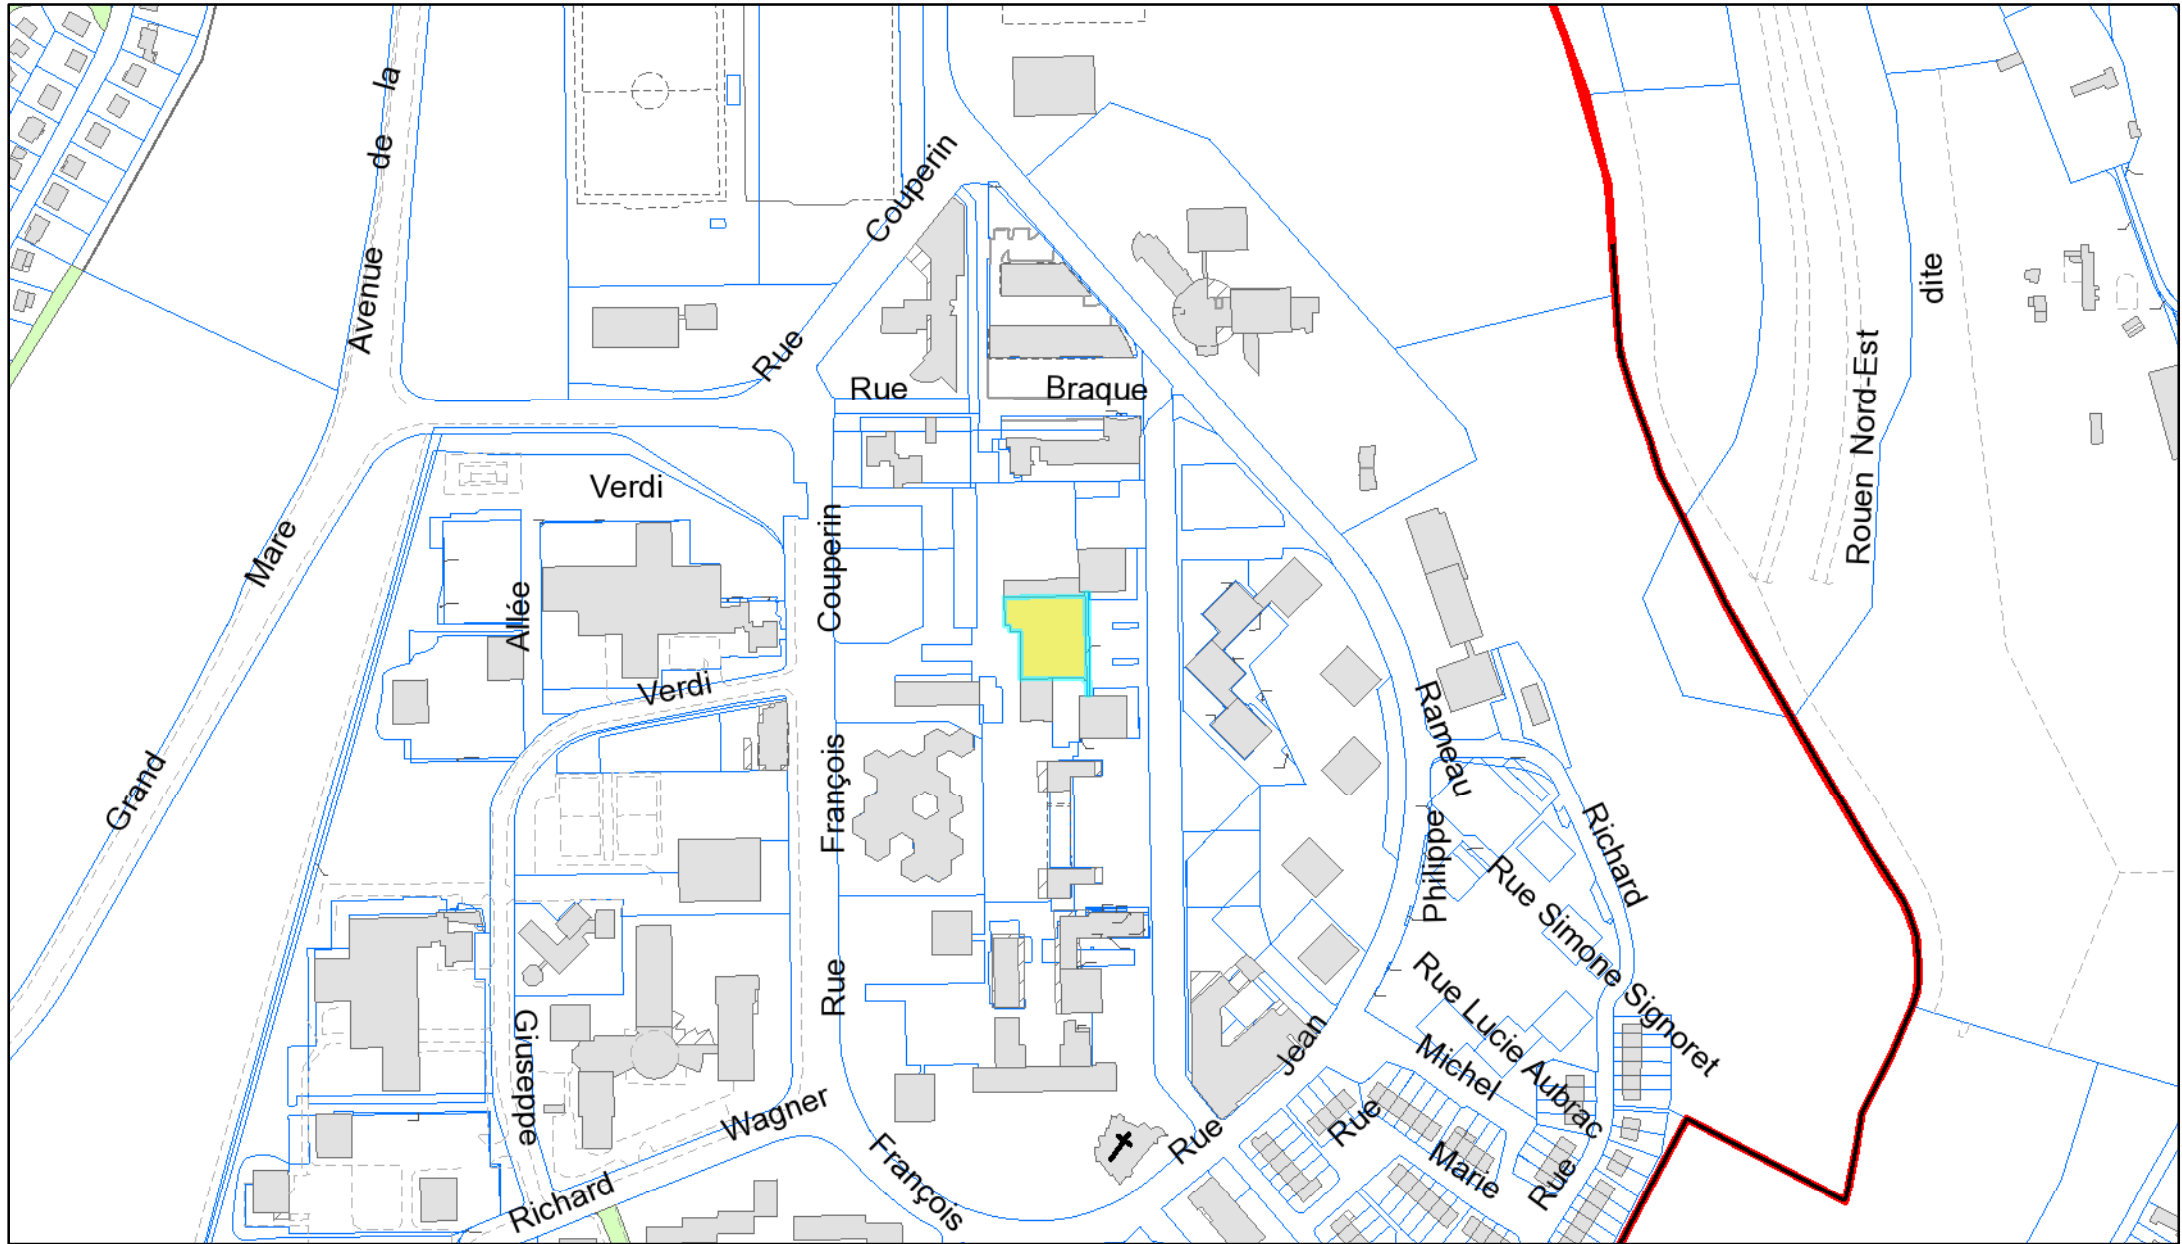 Avenue de la
Grand Mare
Rue Couperin
Rue Braque
Verdi
Allée
Couperin
Rouen Nord-Est
dite
Verdi
François
Rameau
Philippe
Richard
Rue Simone Signoret
Rue Lucie Aubrac
Michel
Rue
Giuseppe
Richard Wagner
François
Rue Jean
Rue
Marie
Rue